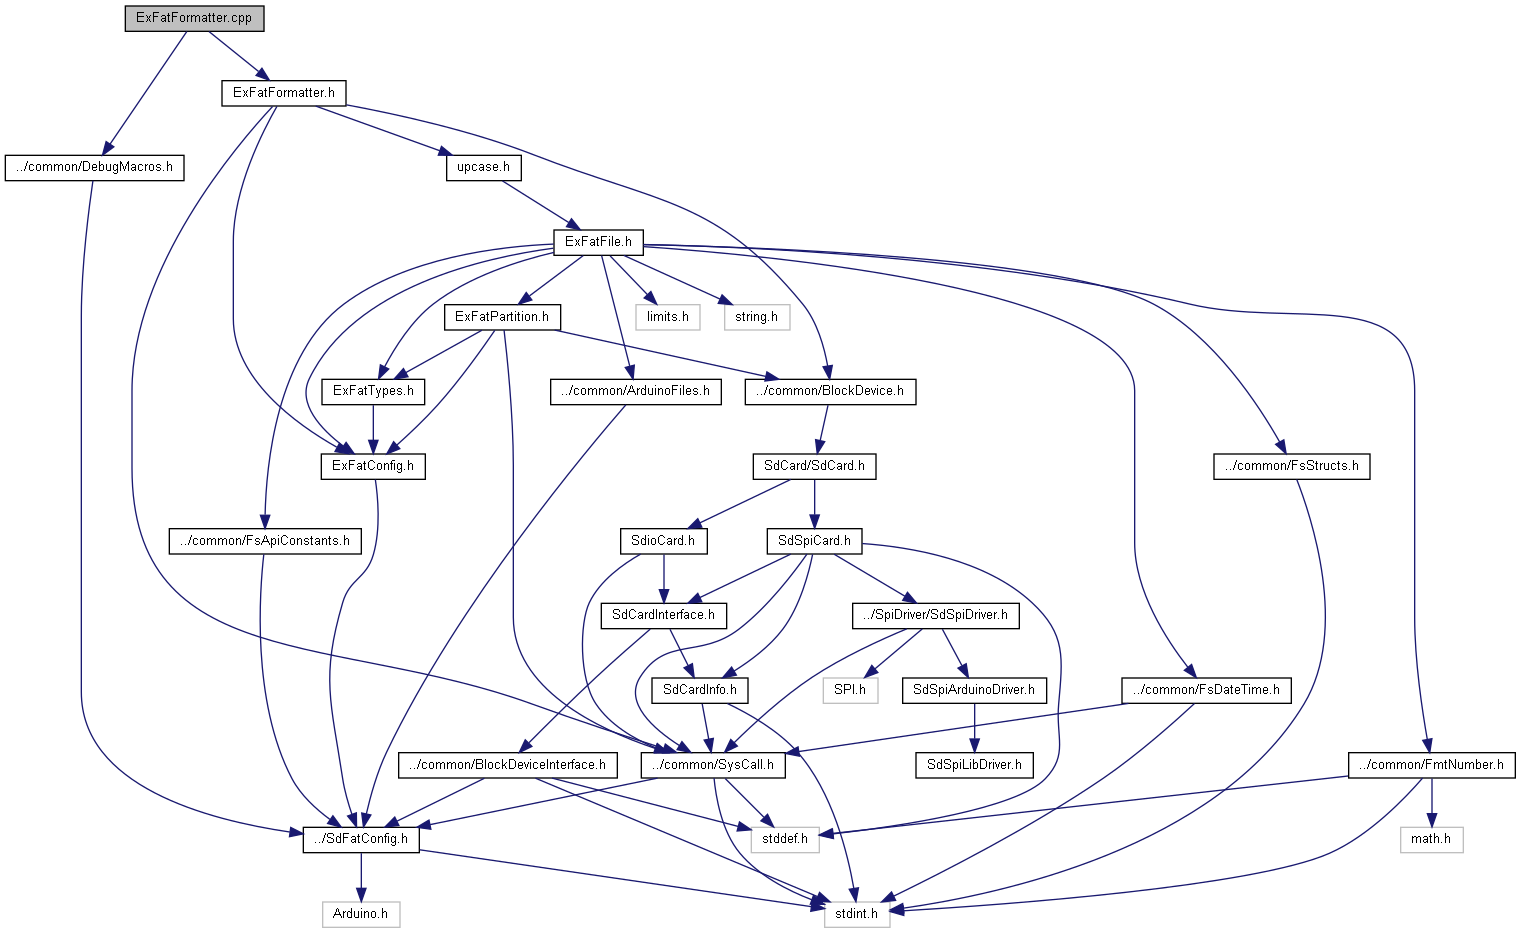 ExFatFormatter.cpp
ExFatFormatter.h
../common/DebugMacros.h
upcase.h
ExFatFile.h
ExFatPartition.h
limits.h
string.h
ExFatTypes.h
../common/ArduinoFiles.h
../common/BlockDevice.h
ExFatConfig.h
SdCard/SdCard.h
../common/FsStructs.h
../common/FsApiConstants.h
SdioCard.h
SdSpiCard.h
SdCardInterface.h
../SpiDriver/SdSpiDriver.h
SdCardInfo.h
SPI.h
SdSpiArduinoDriver.h
../common/FsDateTime.h
../common/BlockDeviceInterface.h
../common/SysCall.h
SdSpiLibDriver.h
../common/FmtNumber.h
../SdFatConfig.h
stddef.h
math.h
Arduino.h
stdint.h